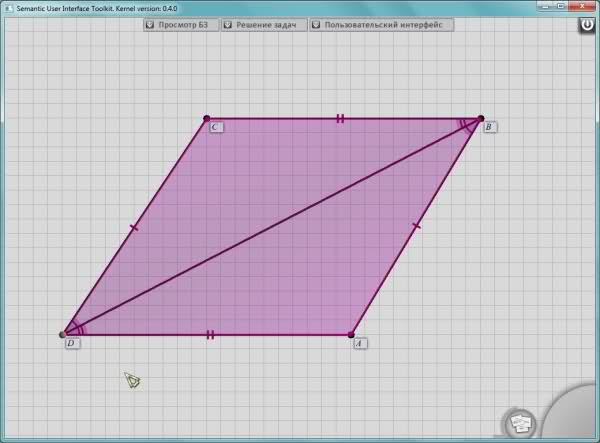 Semantic User Interface Toolkit. Kernel version: 0.4.0
Просмотр БЗ Решение задач Пользовательский интерфейс
C
B
D
A